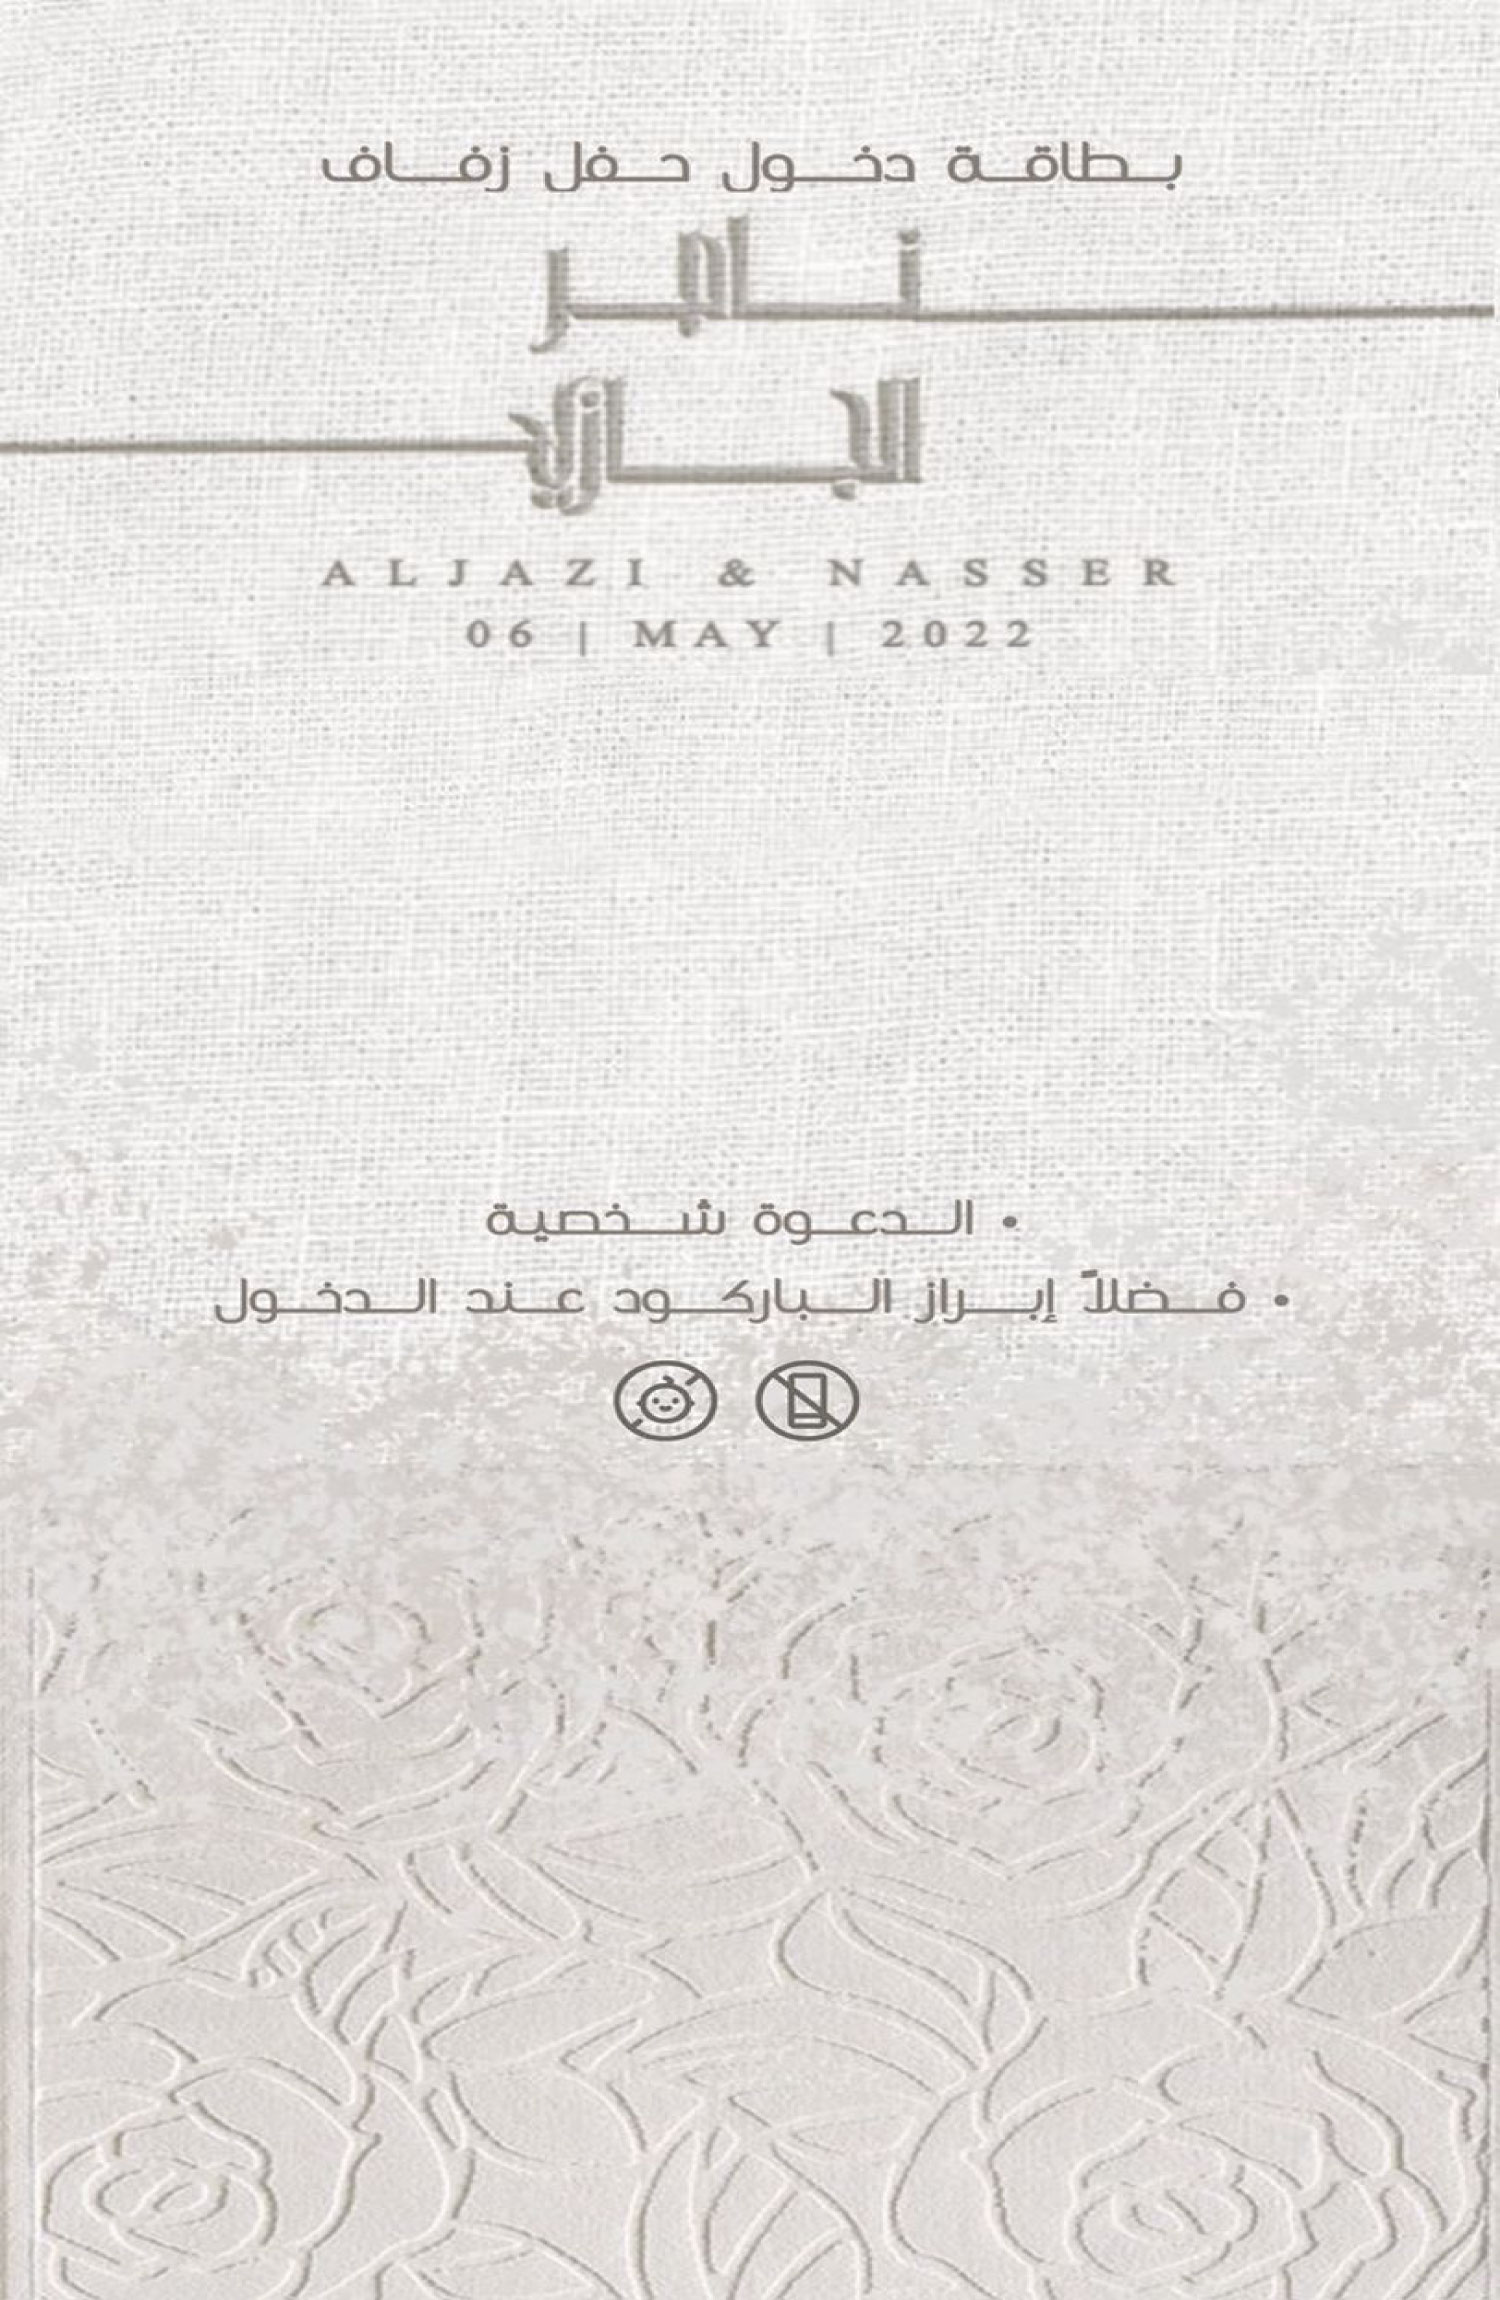 بطاقة دخول حفل زفاف
ناصر
الجازي
ALJAZI & NASSER
06 | MAY | 2022
• الدعوة شخصية
• فضلاً إبراز الباركود عند الدخول